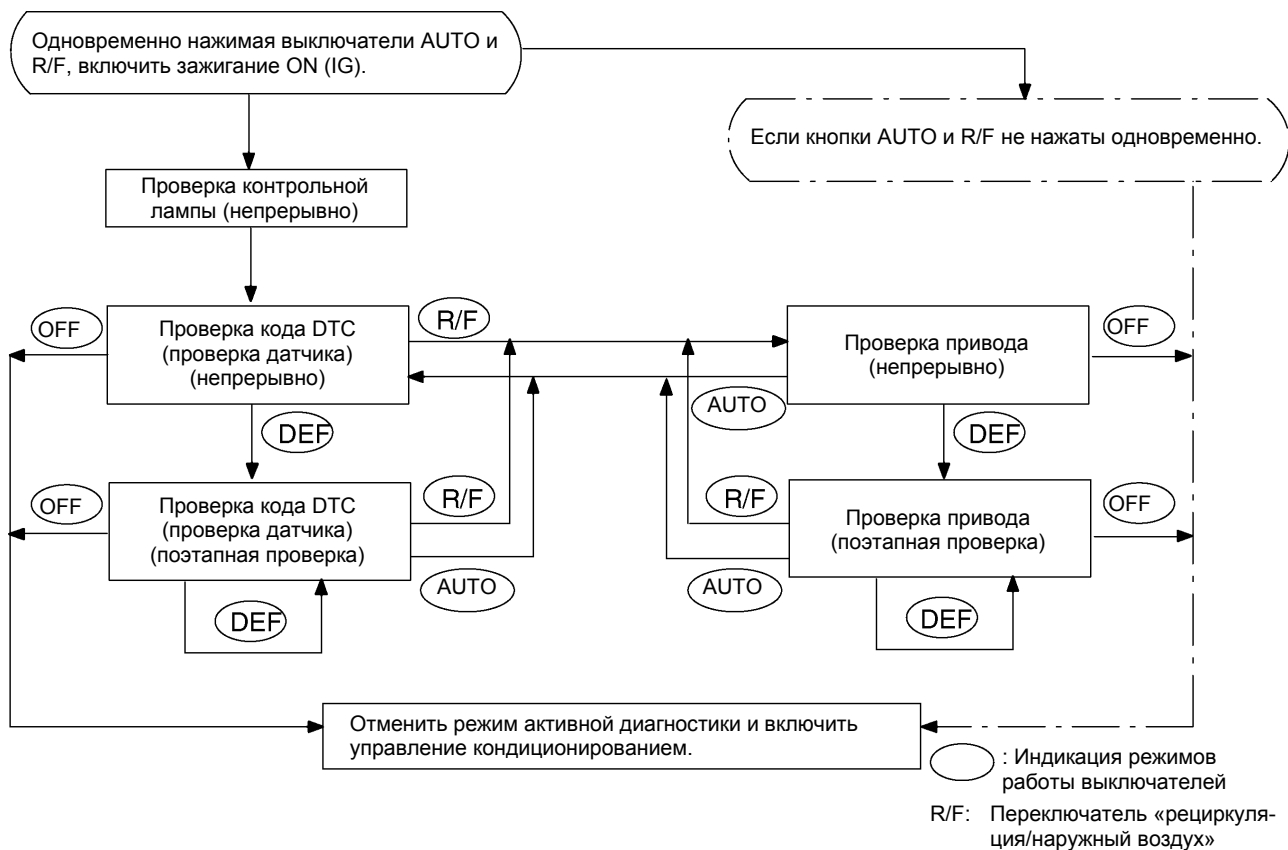 Одновременно нажимая выключатели AUTO и
R/F, включить зажигание ON (IG).
Если кнопки AUTO и R/F не нажаты одновременно.
Проверка контрольной
лампы (непрерывно)
OFF
Проверка кода DTC
(проверка датчика)
(непрерывно)
R/F
Проверка привода
(непрерывно)
OFF
AUTO
DEF
DEF
OFF
Проверка кода DTC
(проверка датчика)
(поэтапная проверка)
R/F
R/F
Проверка привода
(поэтапная проверка)
OFF
AUTO
AUTO
DEF
DEF
Отменить режим активной диагностики и включить
управление кондиционированием.
: Индикация режимов
работы выключателей
R/F: Переключатель «рециркуля-
ция/наружный воздух»